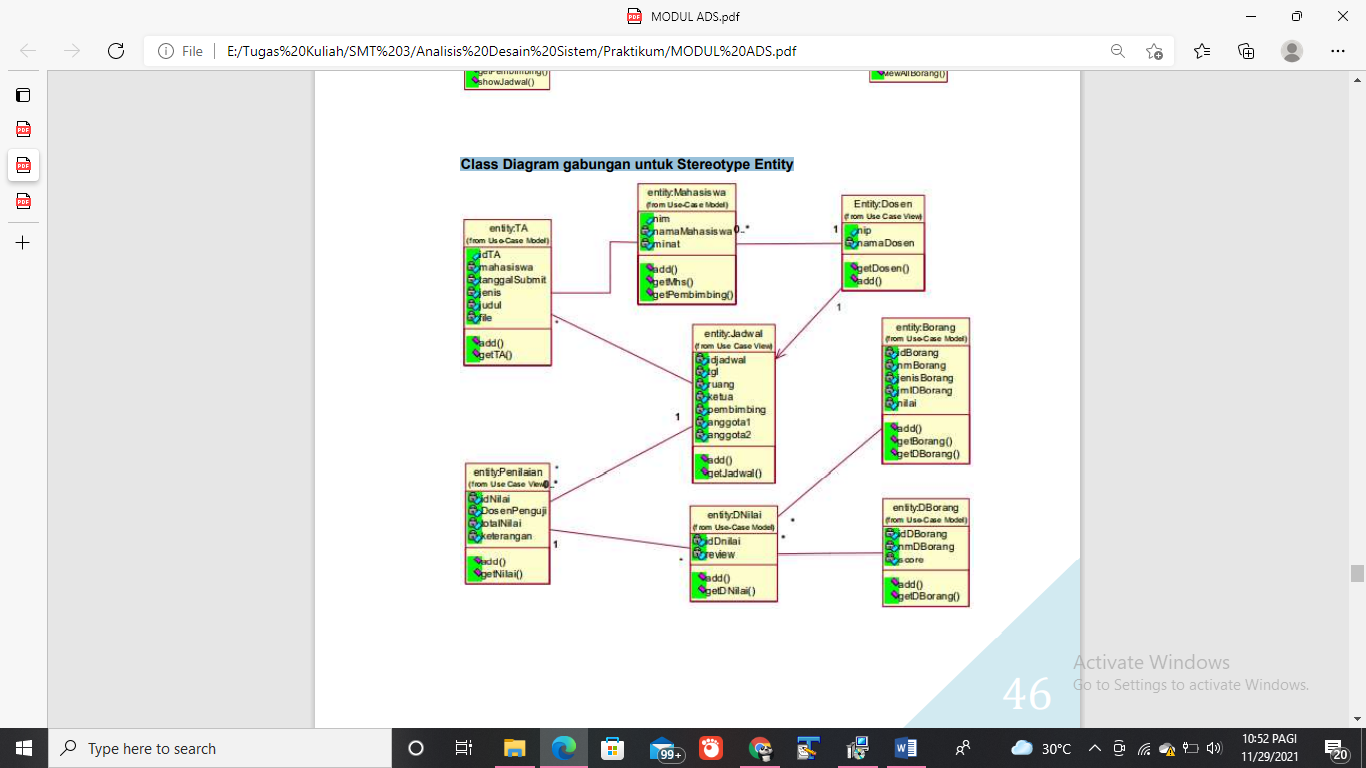 MODUL ADS.pdf
File
E:/Tugas%20Kuliah/SMT%203/Analisis%20Desain%20Sistem/Praktikum/MODUL%20ADS.pdf
getPembimbing()
showJadwal()
viewAllBorang()
Class Diagram gabungan untuk Stereotype Entity
entity:TA
(from Use-Case Model)
idTA
mahasiswa
tanggalSubmit
jenis
judul
file
add()
getTA()
*
entity:Mahasiswa
(from Use-Case Model)
nim
namaMahasiswa
minat
add()
getMhs()
getPembimbing()
0..*
1
Entity:Dosen
(from Use Case View)
nip
namaDosen
getDosen()
add()
1
entity:Jadwal
(from Use Case View)
idjadwal
tgl
ruang
ketua
pembimbing
anggota1
anggota2
add()
getJadwal()
1
entity:Borang
(from Use-Case Model)
idBorang
nmBorang
jenisBorang
jmlDBorang
nilai
add()
getBorang()
getDBorang()
entity:Penilaian
(from Use Case View)
idNilai
DosenPenguji
totalNilai
keterangan
add()
getNilai()
*
0..*
1
*
entity:DNilai
(from Use-Case Model)
idDnilai
review
add()
getDNilai()
*
*
entity:DBorang
(from Use-Case Model)
idDBorang
nmDBorang
score
add()
getDBorang()
46
Activate Windows
Go to Settings to activate Windows.
Type here to search
99+
30°C
10:52 PAGI
11/29/2021
20